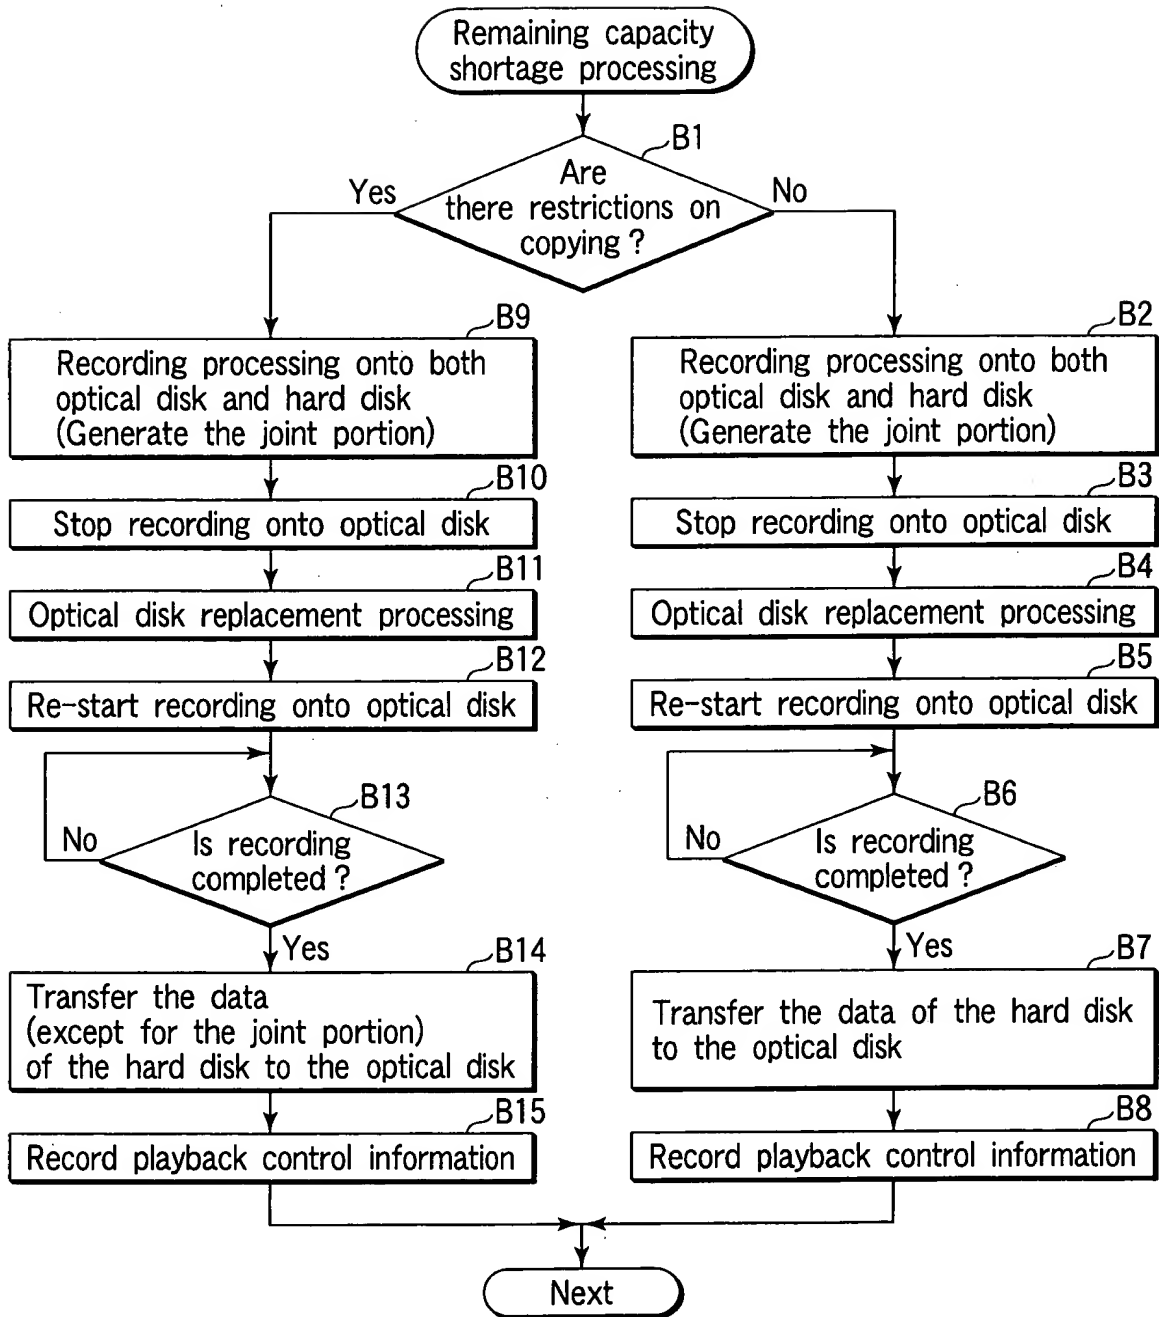 Remaining capacity
shortage processing
B1
Are
there restrictions on
copying ?
Yes
No
B9
Recording processing onto both
optical disk and hard disk
(Generate the joint portion)
B10
Stop recording onto optical disk
B11
Optical disk replacement processing
B12
Re-start recording onto optical disk
B13
Is recording
completed ?
No
Yes
B14
Transfer the data
(except for the joint portion)
of the hard disk to the optical disk
B15
Record playback control information
B2
Recording processing onto both
optical disk and hard disk
(Generate the joint portion)
B3
Stop recording onto optical disk
B4
Optical disk replacement processing
B5
Re-start recording onto optical disk
B6
Is recording
completed ?
No
Yes
B7
Transfer the data of the hard disk
to the optical disk
B8
Record playback control information
Next